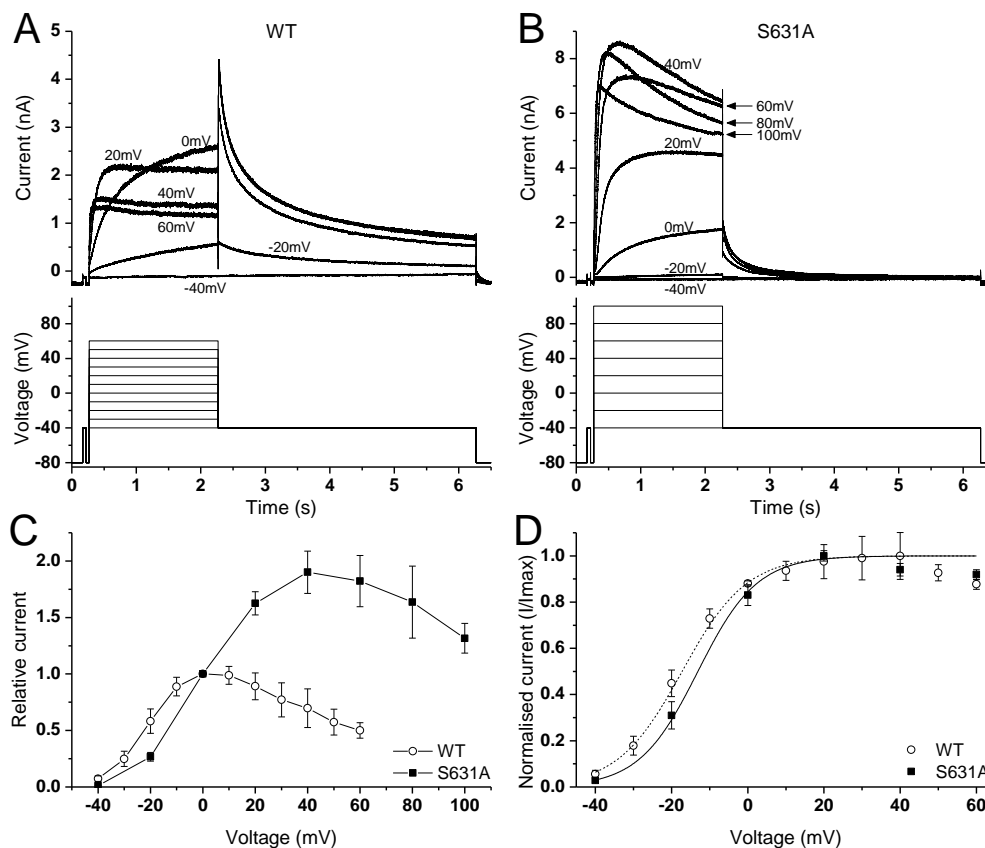 A
WT
5
4
3
2
1
0
Current (nA)
0mV
20mV
40mV
60mV
-20mV
-40mV
80
40
0
-40
-80
Voltage (mV)
0 1 2 3 4 5 6
Time (s)
B
S631A
8
6
4
2
0
Current (nA)
40mV
60mV
80mV
100mV
20mV
0mV
-20mV
-40mV
80
40
0
-40
-80
Voltage (mV)
0 1 2 3 4 5 6
Time (s)
C
2.0
1.5
1.0
0.5
0.0
Relative current
WT
S631A
-40 -20 0 20 40 60 80 100
Voltage (mV)
D
1.0
0.8
0.6
0.4
0.2
0.0
Normalised current (I/Imax)
WT
S631A
-40 -20 0 20 40 60
Voltage (mV)